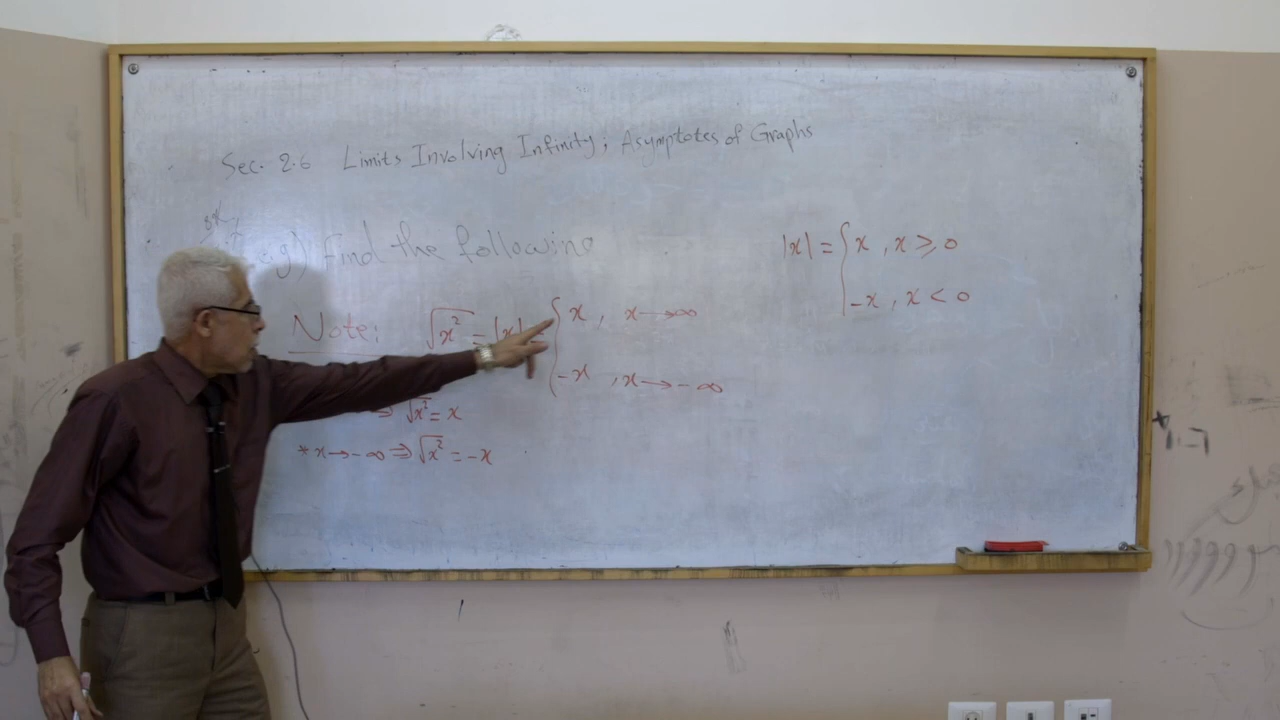 Sec. 2.6 Limits Involving Infinity; Asymptotes of Graphs
e.g) Find the following
|x| = { x , x ≥ 0
-x , x < 0
Note: √x² = |x| = { x , x → ∞
-x , x → -∞
⇒ √x² = x
* x → -∞ ⇒ √x² = -x